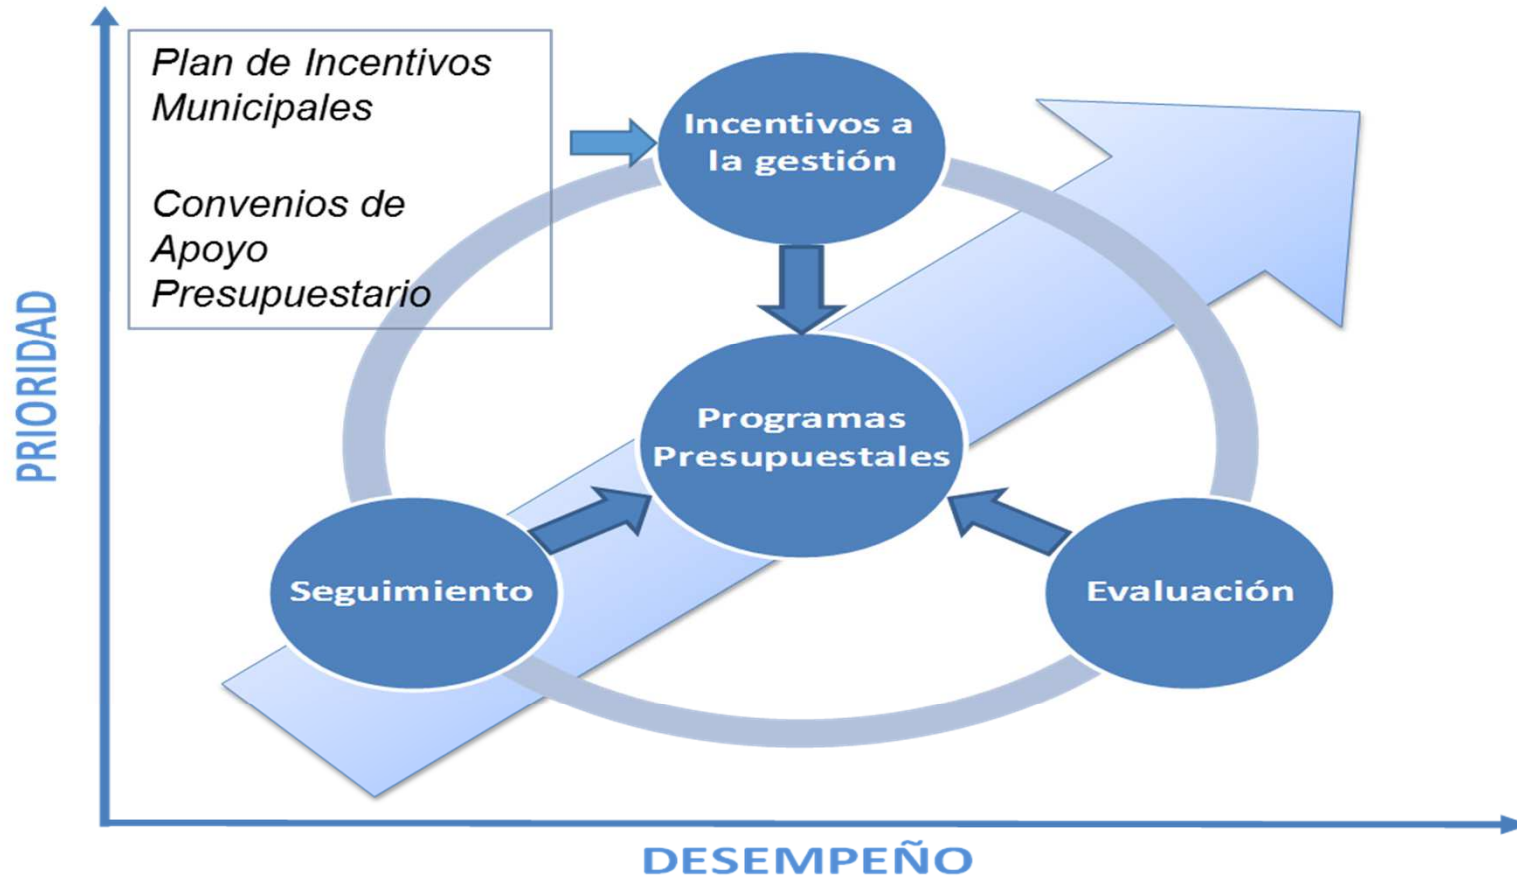 Plan de Incentivos
Municipales
Convenios de
Apoyo
Presupuestario
Incentivos a
la gestión
Programas
Presupuestales
Seguimiento
Evaluación
PRIORIDAD
DESEMPEÑO